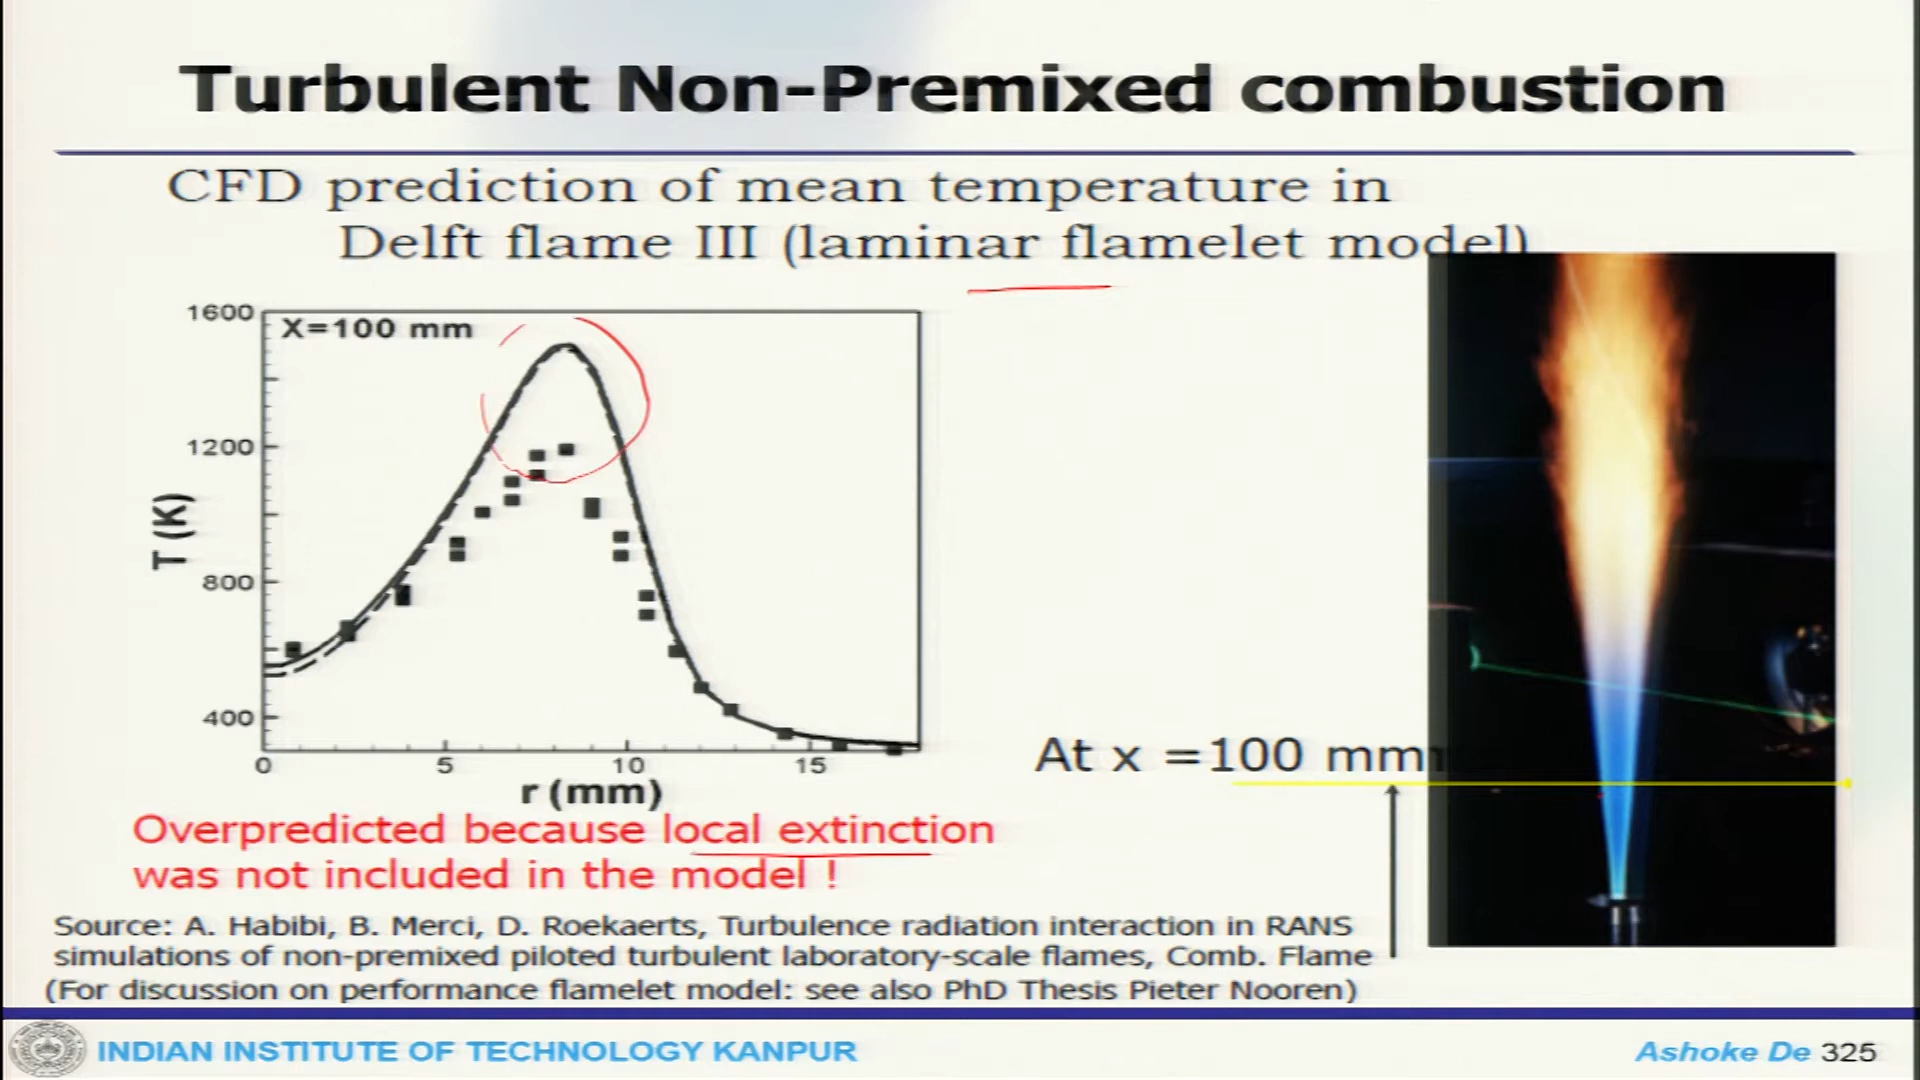 Turbulent Non-Premixed combustion
CFD prediction of mean temperature in
Delft flame III (laminar flamelet model)
1600
X=100 mm
1200
T (K)
800
400
0 5 10 15
r (mm)
At x =100 mm
Overpredicted because local extinction
was not included in the model !
Source: A. Habibi, B. Merci, D. Roekaerts, Turbulence radiation interaction in RANS
simulations of non-premixed piloted turbulent laboratory-scale flames, Comb. Flame
(For discussion on performance flamelet model: see also PhD Thesis Pieter Nooren)
INDIAN INSTITUTE OF TECHNOLOGY KANPUR
Ashoke De 325